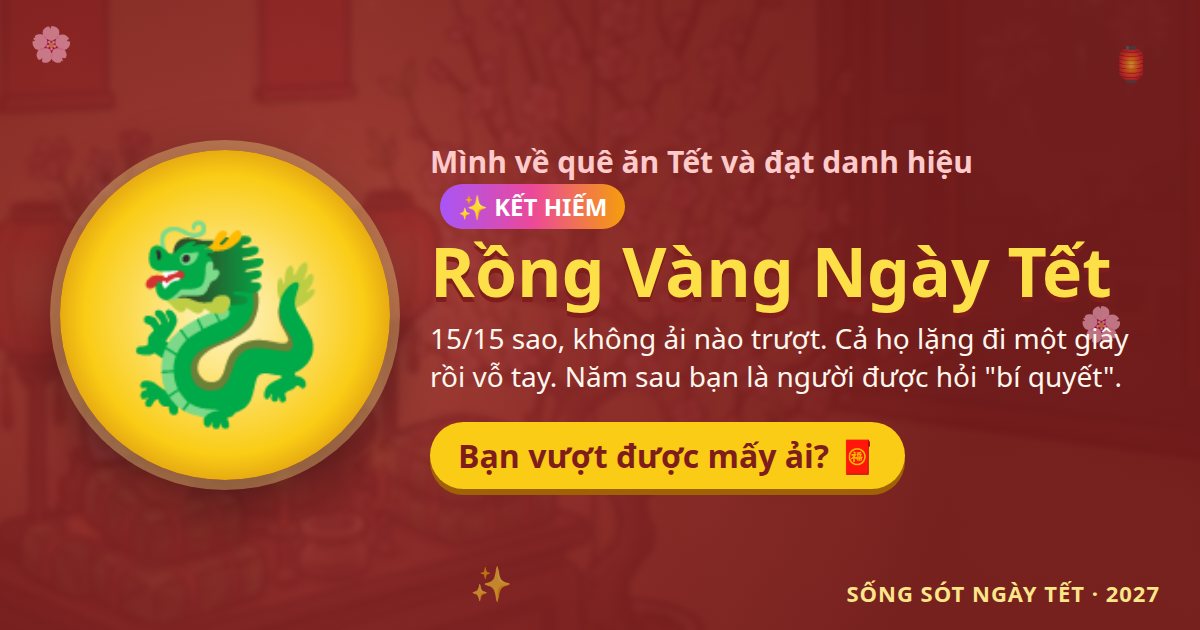 Mình về quê ăn Tết và đạt danh hiệu
✨ KẾT HIẾM
Rồng Vàng Ngày Tết
15/15 sao, không ải nào trượt. Cả họ lặng đi một giây
rồi vỗ tay. Năm sau bạn là người được hỏi "bí quyết".
Bạn vượt được mấy ải? 🧧
SỐNG SÓT NGÀY TẾT · 2027